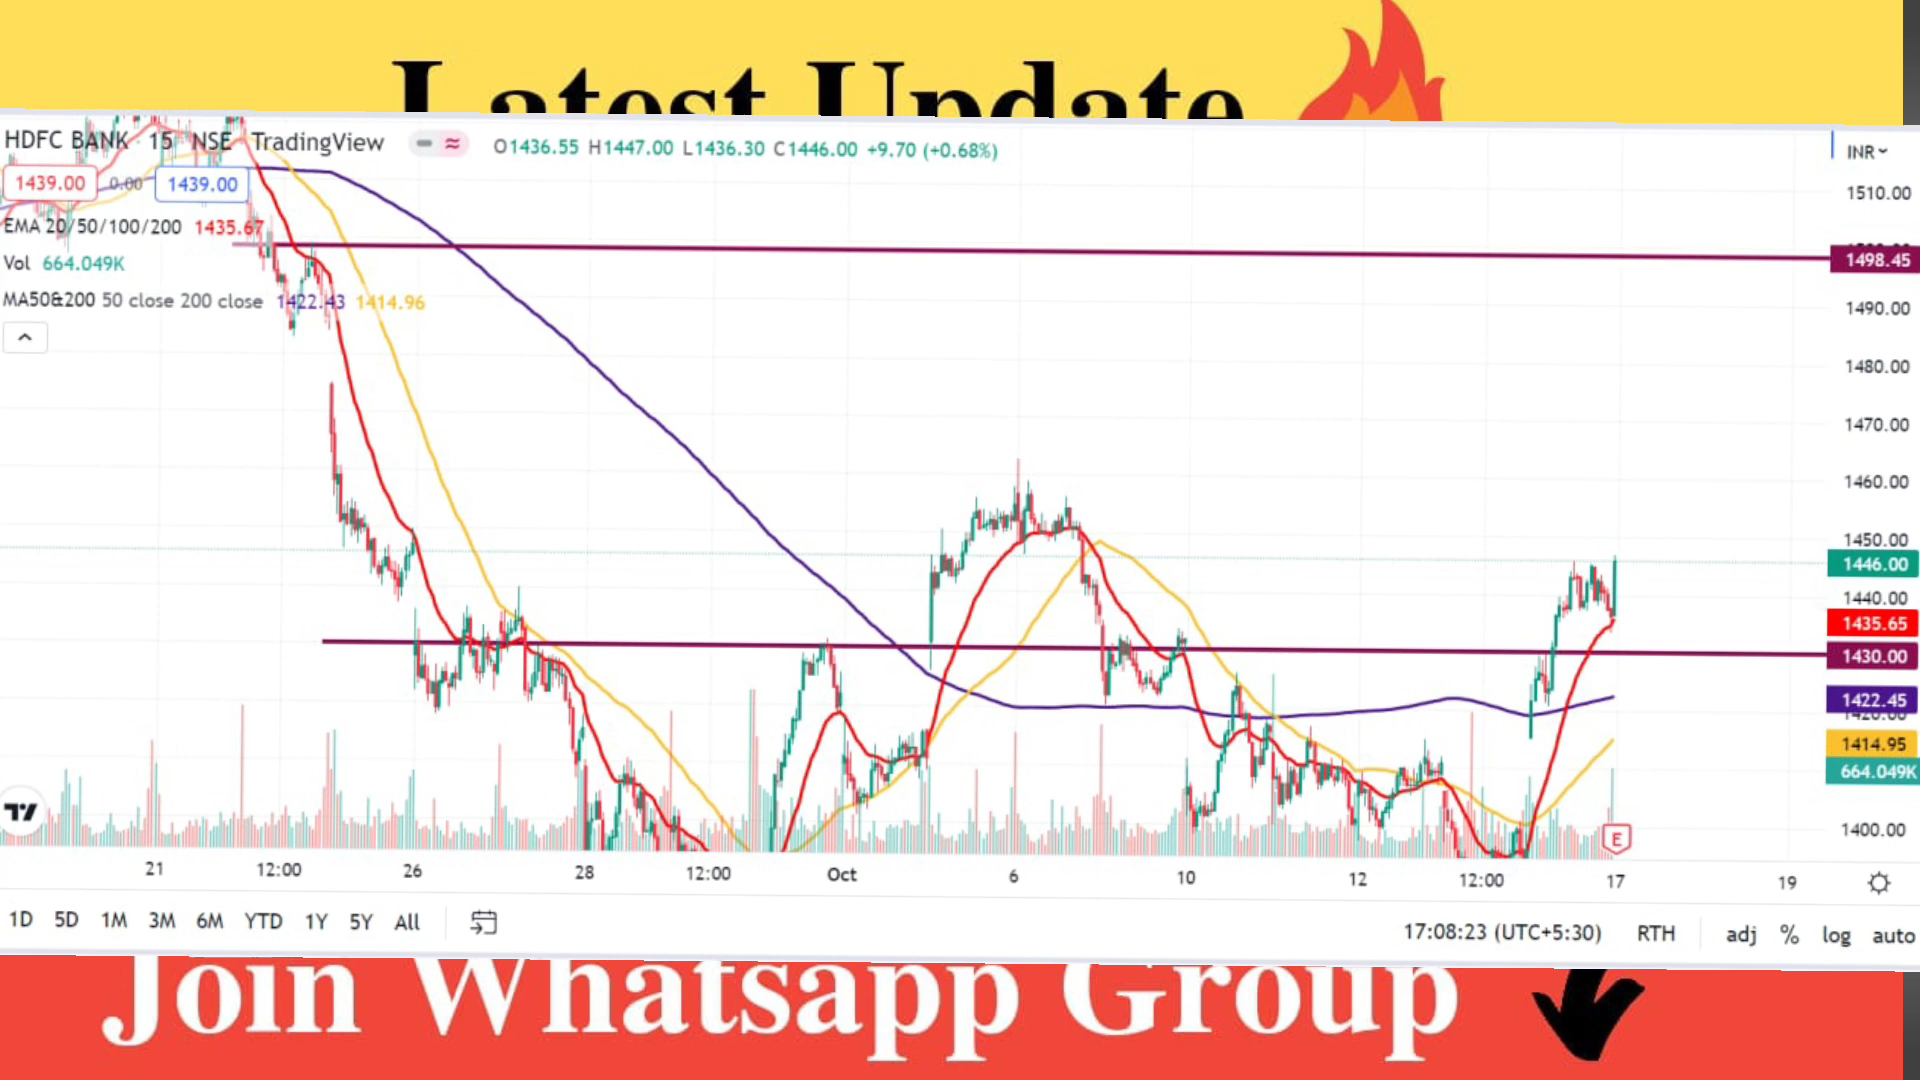 Latest Update
HDFC BANK · 15 · NSE · TradingView O1436.55 H1447.00 L1436.30 C1446.00 +9.70 (+0.68%)
INR
1439.00 0.00 1439.00
EMA 20/50/100/200 1435.67
Vol 664.049K
MA50&200 50 close 200 close 1422.43 1414.96
1510.00
1498.45
1490.00
1480.00
1470.00
1460.00
1450.00
1446.00
1440.00
1435.65
1430.00
1422.45
1420.00
1414.95
664.049K
1400.00
E
21 12:00 26 28 12:00 Oct 6 10 12 12:00 17 19
1D 5D 1M 3M 6M YTD 1Y 5Y All 17:08:23 (UTC+5:30) RTH adj % log auto
Join Whatsapp Group